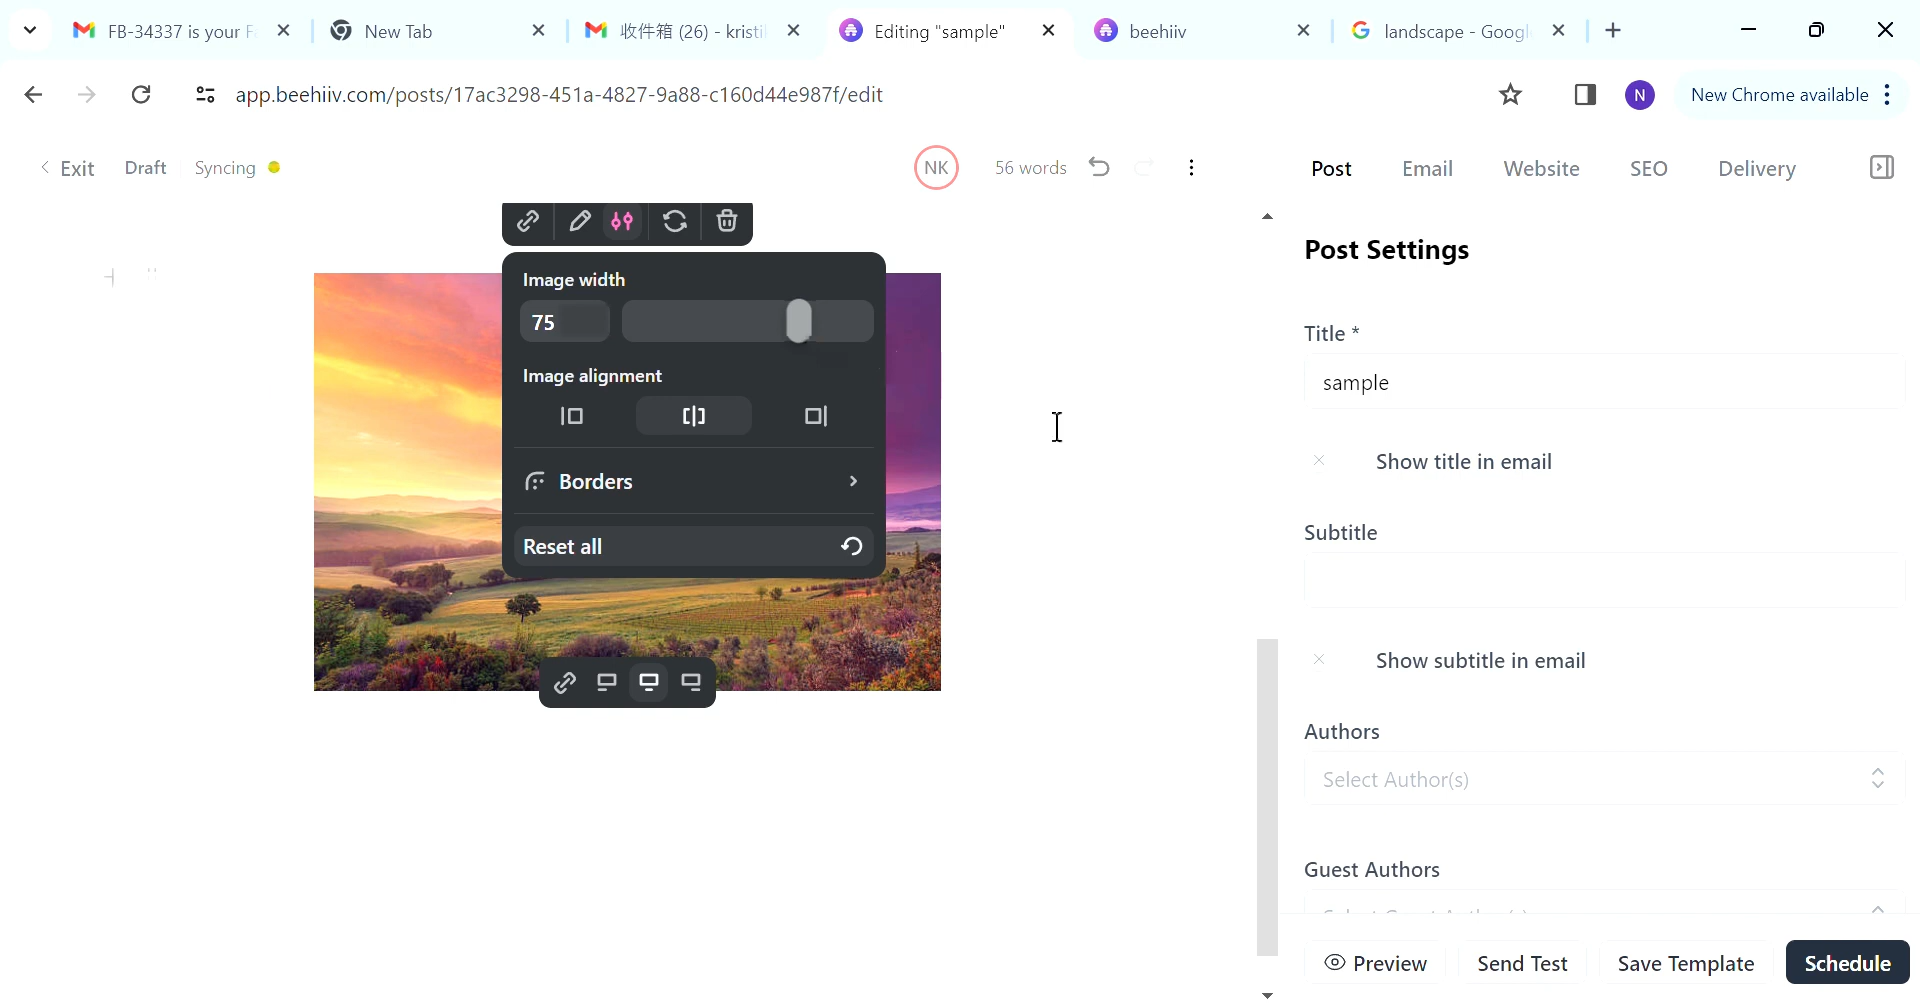 FB-34337 is your F
New Tab
收件箱 (26) - kristi
Editing "sample"
beehiiv
landscape - Googl
app.beehiiv.com/posts/17ac3298-451a-4827-9a88-c160d44e987f/edit
N
New Chrome available
Exit
Draft
Syncing
NK
56 words
Post
Email
Website
SEO
Delivery
Image width
75
Image alignment
Borders
Reset all
Post Settings
Title *
sample
Show title in email
Subtitle
Show subtitle in email
Authors
Select Author(s)
Guest Authors
Preview
Send Test
Save Template
Schedule